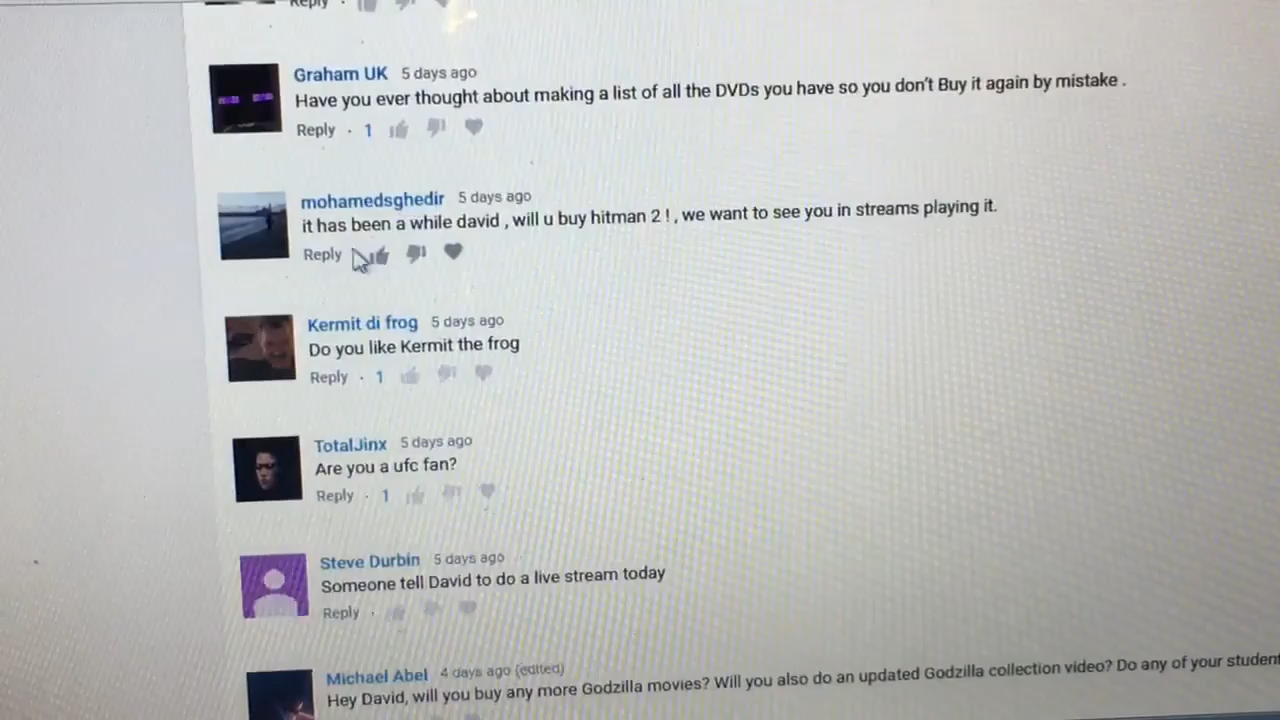 Reply ·
Graham UK 5 days ago
Have you ever thought about making a list of all the DVDs you have so you don't Buy it again by mistake .
Reply · 1
mohamedsghedir 5 days ago
it has been a while david , will u buy hitman 2 ! , we want to see you in streams playing it.
Reply
Kermit di frog 5 days ago
Do you like Kermit the frog
Reply · 1
TotalJinx 5 days ago
Are you a ufc fan?
Reply · 1
Steve Durbin 5 days ago
Someone tell David to do a live stream today
Reply ·
Michael Abel 4 days ago (edited)
Hey David, will you buy any more Godzilla movies? Will you also do an updated Godzilla collection video? Do any of your student